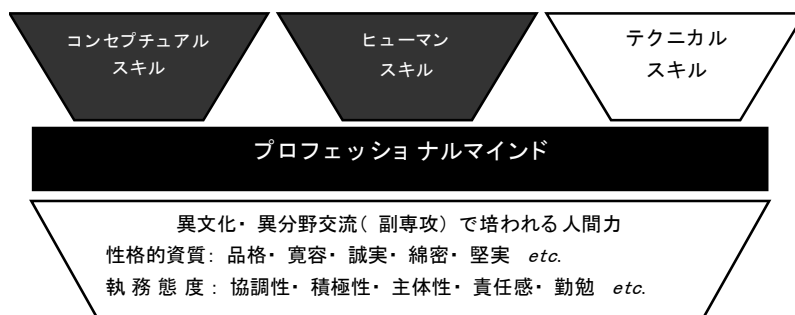 コンセプチュアル
スキル
ヒューマン
スキル
テクニカル
スキル
プロフェッショナルマインド
異文化・異分野交流(副専攻)で培われる人間力
性格的資質:品格・寛容・誠実・綿密・堅実 etc.
執務態度:協調性・積極性・主体性・責任感・勤勉 etc.